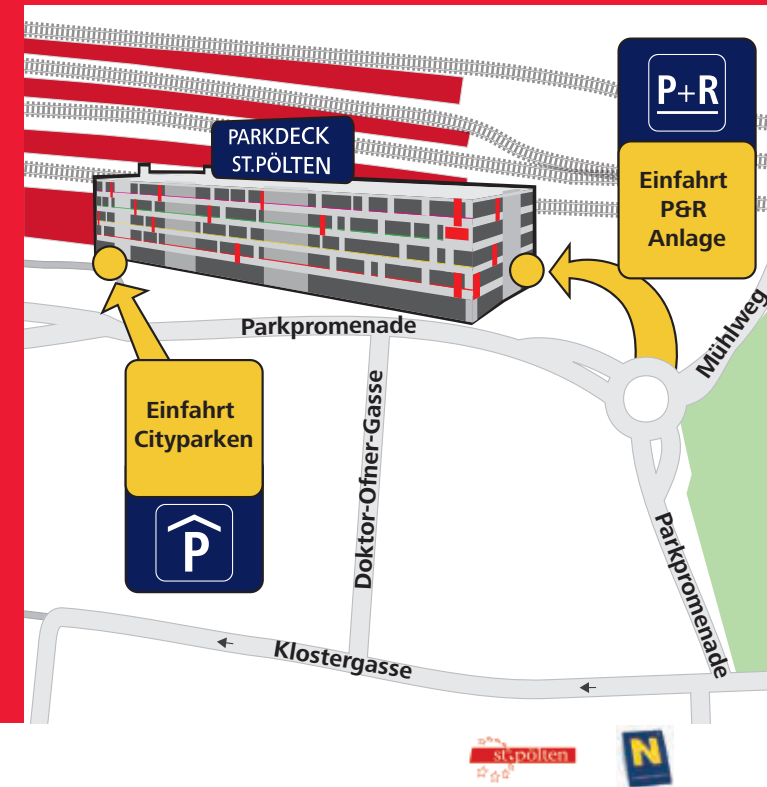 PARKDECK
ST.PÖLTEN
P+R
Einfahrt
P&R
Anlage
Mühlweg
Parkpromenade
Einfahrt
Cityparken
P
Doktor-Ofner-Gasse
Parkpromenade
Klostergasse
st.pölten
N